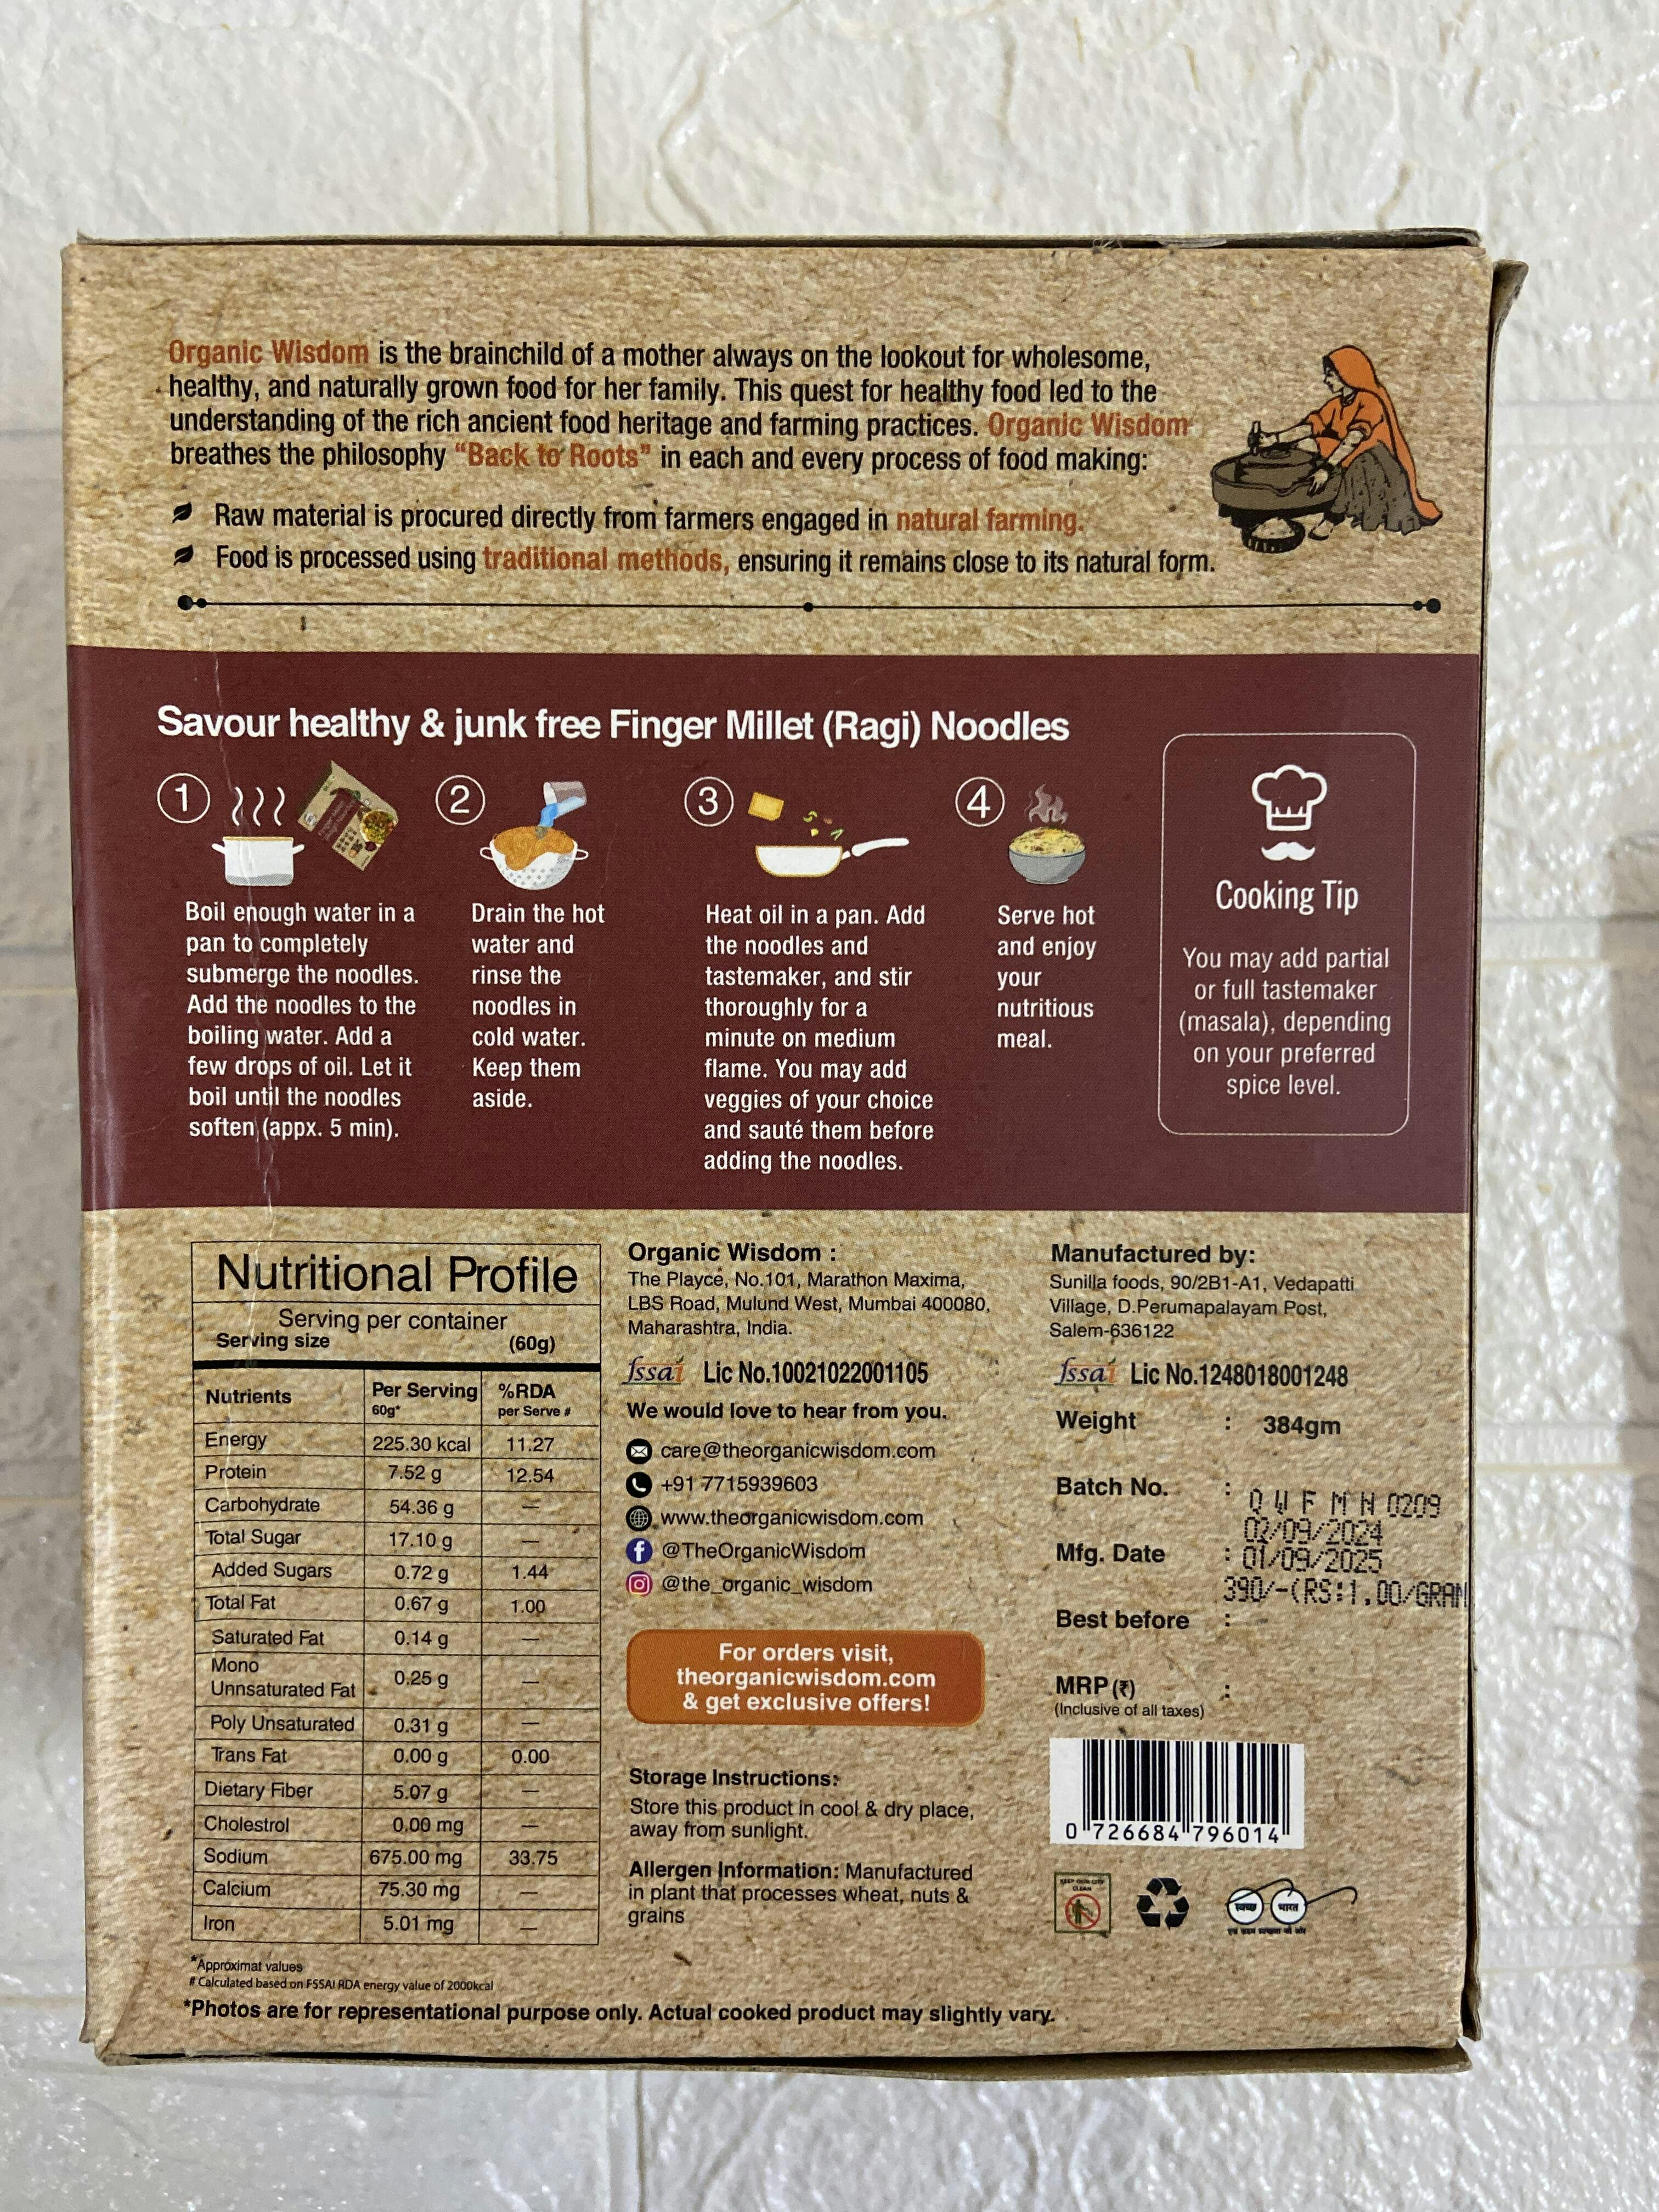 Organic Wisdom is the brainchild of a mother always on the lookout for wholesome,
healthy, and naturally grown food for her family. This quest for healthy food led to the
understanding of the rich ancient food heritage and farming practices. Organic Wisdom
breathes the philosophy "Back to Roots" in each and every process of food making:
Raw material is procured directly from farmers engaged in natural farming.
Food is processed using traditional methods, ensuring it remains close to its natural form.
Savour healthy & junk free Finger Millet (Ragi) Noodles
1
Boil enough water in a
pan to completely
submerge the noodles.
Add the noodles to the
boiling water. Add a
few drops of oil. Let it
boil until the noodles
soften (appx. 5 min).
2
Drain the hot
water and
rinse the
noodles in
cold water.
Keep them
aside.
3
Heat oil in a pan. Add
the noodles and
tastemaker, and stir
thoroughly for a
minute on medium
flame. You may add
veggies of your choice
and sauté them before
adding the noodles.
4
Serve hot
and enjoy
your
nutritious
meal.
Cooking Tip
You may add partial
or full tastemaker
(masala), depending
on your preferred
spice level.
Nutritional Profile
Serving per container
Serving size (60g)
Nutrients Per Serving 60g* %RDA per Serve #
Energy 225.30 kcal 11.27
Protein 7.52 g 12.54
Carbohydrate 54.36 g —
Total Sugar 17.10 g —
Added Sugars 0.72 g 1.44
Total Fat 0.67 g 1.00
Saturated Fat 0.14 g —
Mono
Unnsaturated Fat 0.25 g —
Poly Unsaturated 0.31 g —
Trans Fat 0.00 g 0.00
Dietary Fiber 5.07 g —
Cholestrol 0.00 mg —
Sodium 675.00 mg 33.75
Calcium 75.30 mg —
Iron 5.01 mg —
*Approximat values
# Calculated based on FSSAI RDA energy value of 2000kcal
*Photos are for representational purpose only. Actual cooked product may slightly vary.
Organic Wisdom :
The Playce, No.101, Marathon Maxima,
LBS Road, Mulund West, Mumbai 400080,
Maharashtra, India.
fssai Lic No.10021022001105
We would love to hear from you.
care@theorganicwisdom.com
+91 7715939603
www.theorganicwisdom.com
@TheOrganicWisdom
@the_organic_wisdom
For orders visit,
theorganicwisdom.com
& get exclusive offers!
Storage Instructions:
Store this product in cool & dry place,
away from sunlight.
Allergen Information: Manufactured
in plant that processes wheat, nuts &
grains
Manufactured by:
Sunilla foods, 90/2B1-A1, Vedapatti
Village, D.Perumapalayam Post,
Salem-636122
fssai Lic No.1248018001248
Weight : 384gm
Batch No. :
O W F M N 0209
02/09/2024
Mfg. Date : 01/09/2025
390/-(RS:1.00/GRAM
Best before :
MRP (₹) :
(Inclusive of all taxes)
0 726684 796014
KEEP OUR CITY
CLEAN
स्वच्छ भारत
एक कदम स्वच्छता की ओर